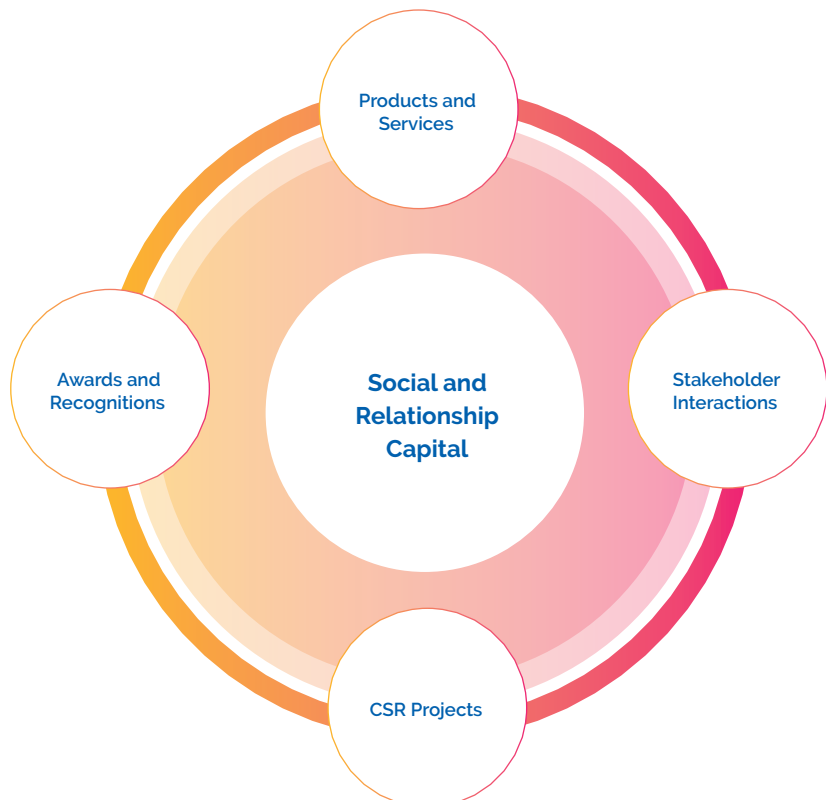 Products and
Services
Awards and
Recognitions
Social and
Relationship
Capital
Stakeholder
Interactions
CSR Projects